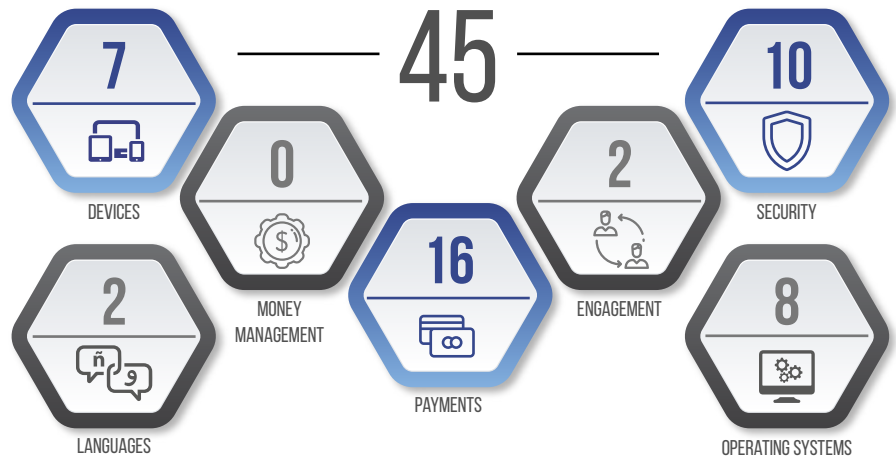 45
7
DEVICES
10
SECURITY
0
$
MONEY
MANAGEMENT
2
ENGAGEMENT
16
PAYMENTS
2
ñ
و
LANGUAGES
8
OPERATING SYSTEMS